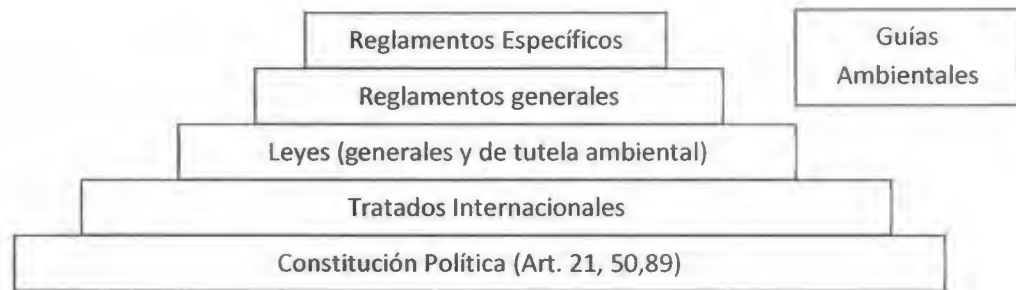 Reglamentos Específicos
Guías
Ambientales
Reglamentos generales
Leyes (generales y de tutela ambiental)
Tratados Internacionales
Constitución Política (Art. 21, 50,89)